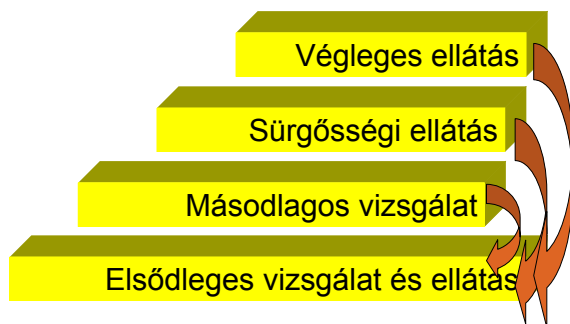 Végleges ellátás
Sürgősségi ellátás
Másodlagos vizsgálat
Elsődleges vizsgálat és ellátás